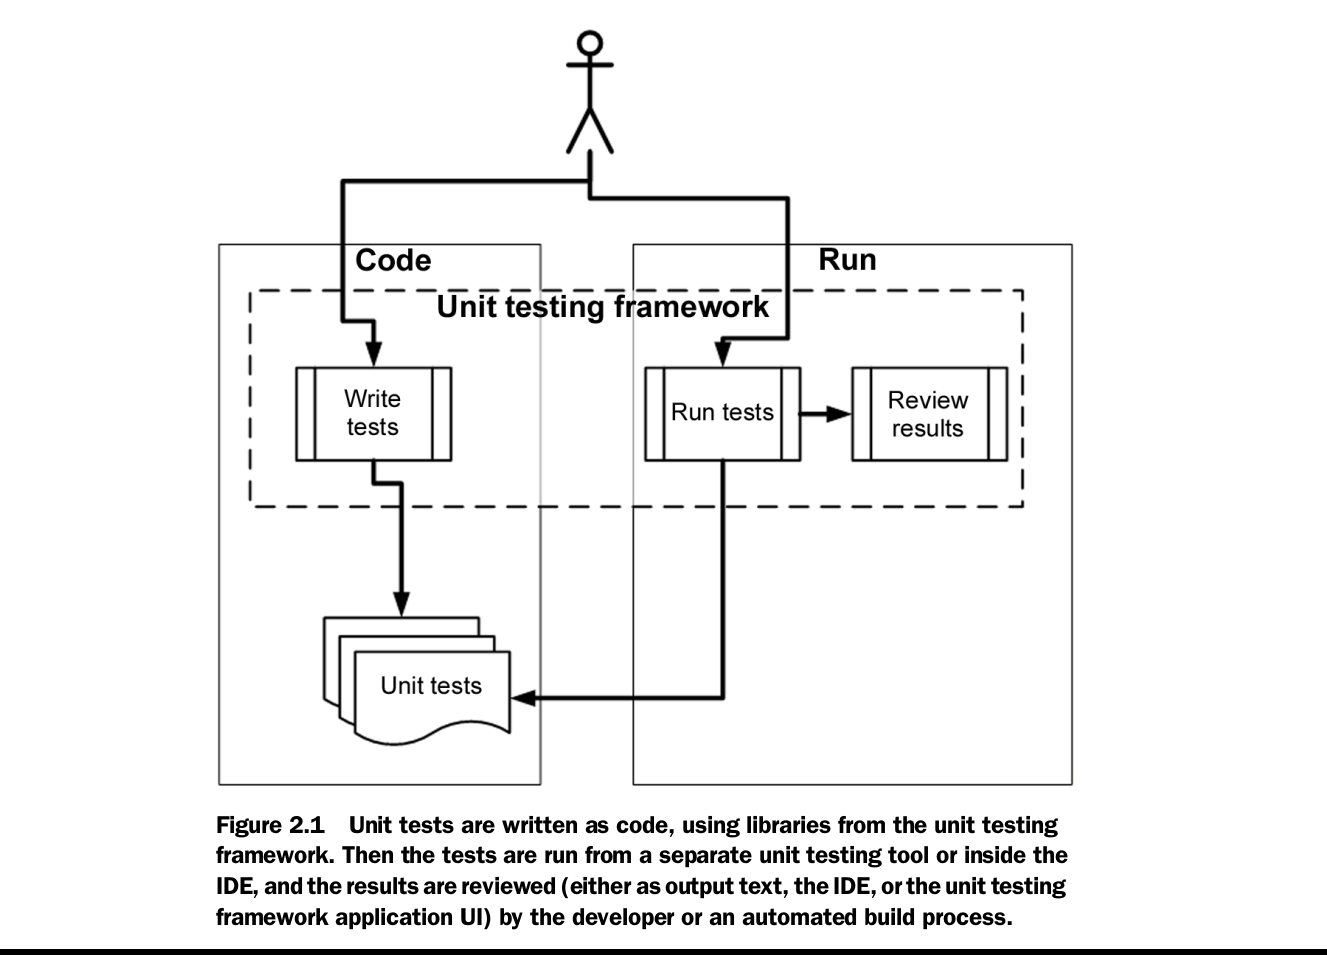 Code
Run
Unit testing framework
Write
tests
Run tests
Review
results
Unit tests
Figure 2.1 Unit tests are written as code, using libraries from the unit testing
framework. Then the tests are run from a separate unit testing tool or inside the
IDE, and the results are reviewed (either as output text, the IDE, or the unit testing
framework application UI) by the developer or an automated build process.